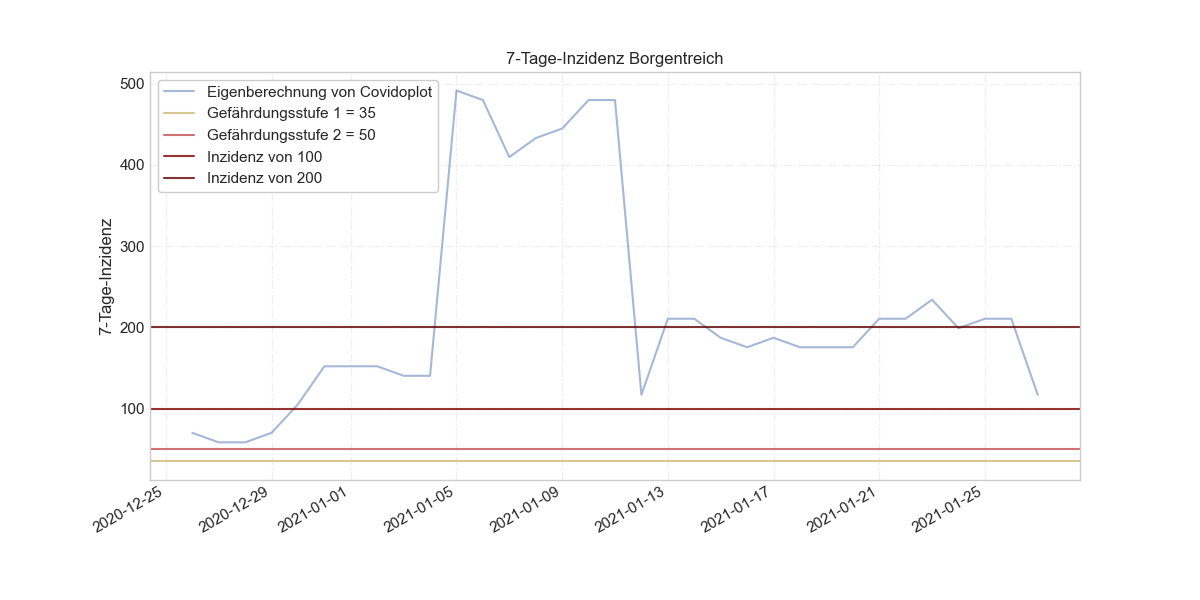 7-Tage-Inzidenz Borgentreich
Eigenberechnung von Covidoplot
Gefährdungsstufe 1 = 35
Gefährdungsstufe 2 = 50
Inzidenz von 100
Inzidenz von 200
7-Tage-Inzidenz
500
400
300
200
100
2020-12-25
2020-12-29
2021-01-01
2021-01-05
2021-01-09
2021-01-13
2021-01-17
2021-01-21
2021-01-25